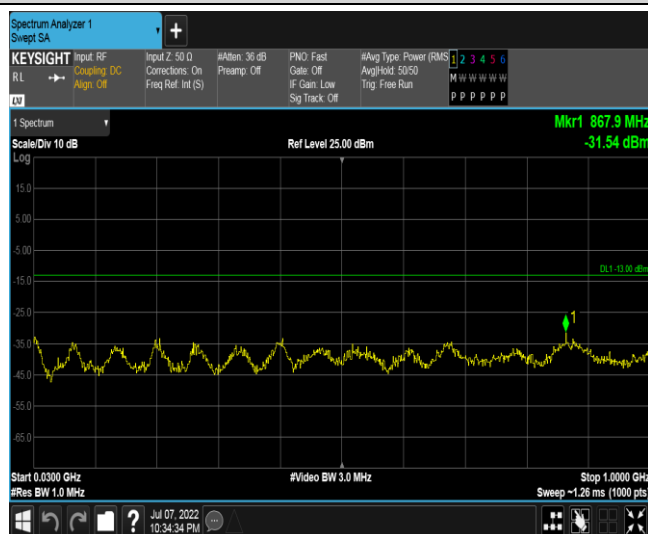 Spectrum Analyzer 1
Swept SA
+
KEYSIGHT
RL
LXI
Input: RF
Coupling: DC
Align: Off
Input Z: 50 Ω
Corrections: On
Freq Ref: Int (S)
#Atten: 36 dB
Preamp: Off
PNO: Fast
Gate: Off
IF Gain: Low
Sig Track: Off
#Avg Type: Power (RMS
Avg|Hold: 50/50
Trig: Free Run
1 2 3 4 5 6
M W W W W W
P P P P P P
1 Spectrum
Mkr1 867.9 MHz
-31.54 dBm
Scale/Div 10 dB
Ref Level 25.00 dBm
Log
15.0
5.00
-5.00
DL1 -13.00 dBm
-15.0
-25.0
1
-35.0
-45.0
-55.0
-65.0
Start 0.0300 GHz
#Video BW 3.0 MHz
Stop 1.0000 GHz
#Res BW 1.0 MHz
Sweep ~1.26 ms (1000 pts)
?
Jul 07, 2022
10:34:34 PM